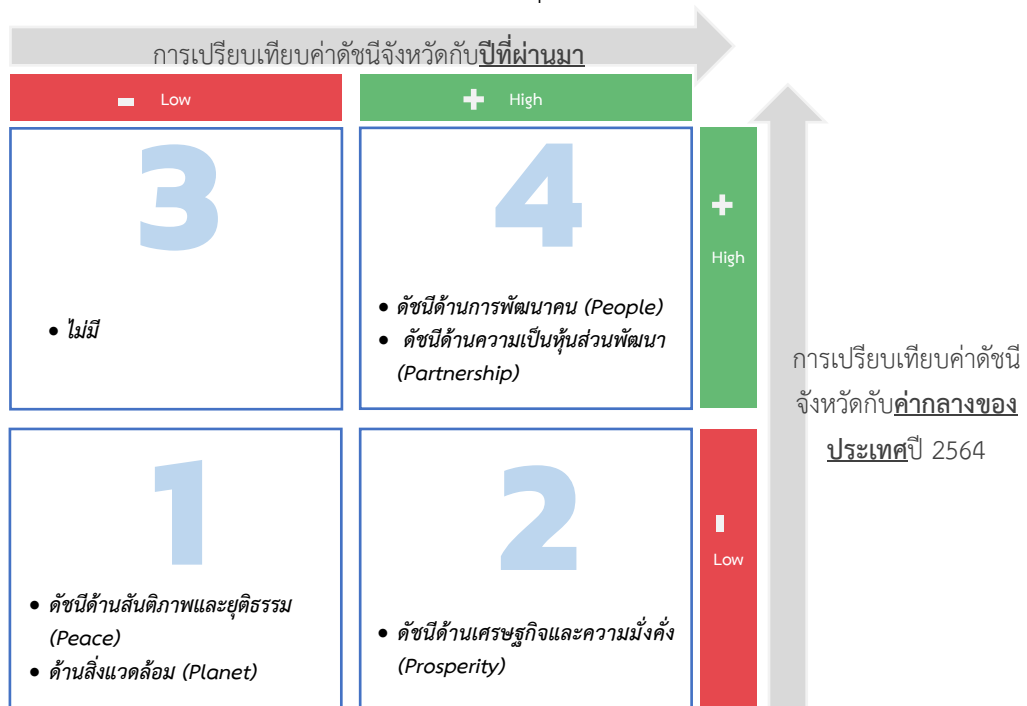 การเปรียบเทียบค่าดัชนีจังหวัดกับปีที่ผ่านมา
Low
High
3
4
High
• ไม่มี
• ดัชนีด้านการพัฒนาคน (People)
• ดัชนีด้านความเป็นหุ้นส่วนพัฒนา
(Partnership)
การเปรียบเทียบค่าดัชนี
จังหวัดกับค่ากลางของ
ประเทศปี 2564
1
2
Low
• ดัชนีด้านสันติภาพและยุติธรรม
(Peace)
• ด้านสิ่งแวดล้อม (Planet)
• ดัชนีด้านเศรษฐกิจและความมั่งคั่ง
(Prosperity)